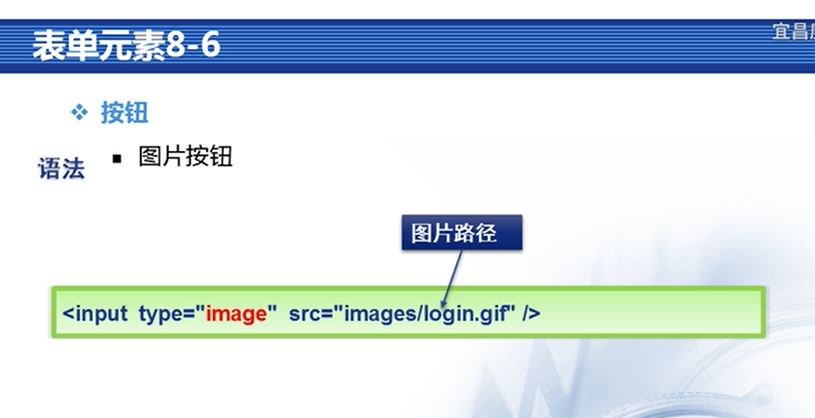 表单元素8-6
宜昌
按钮
语法
图片按钮
图片路径
<input type="image" src="images/login.gif" />